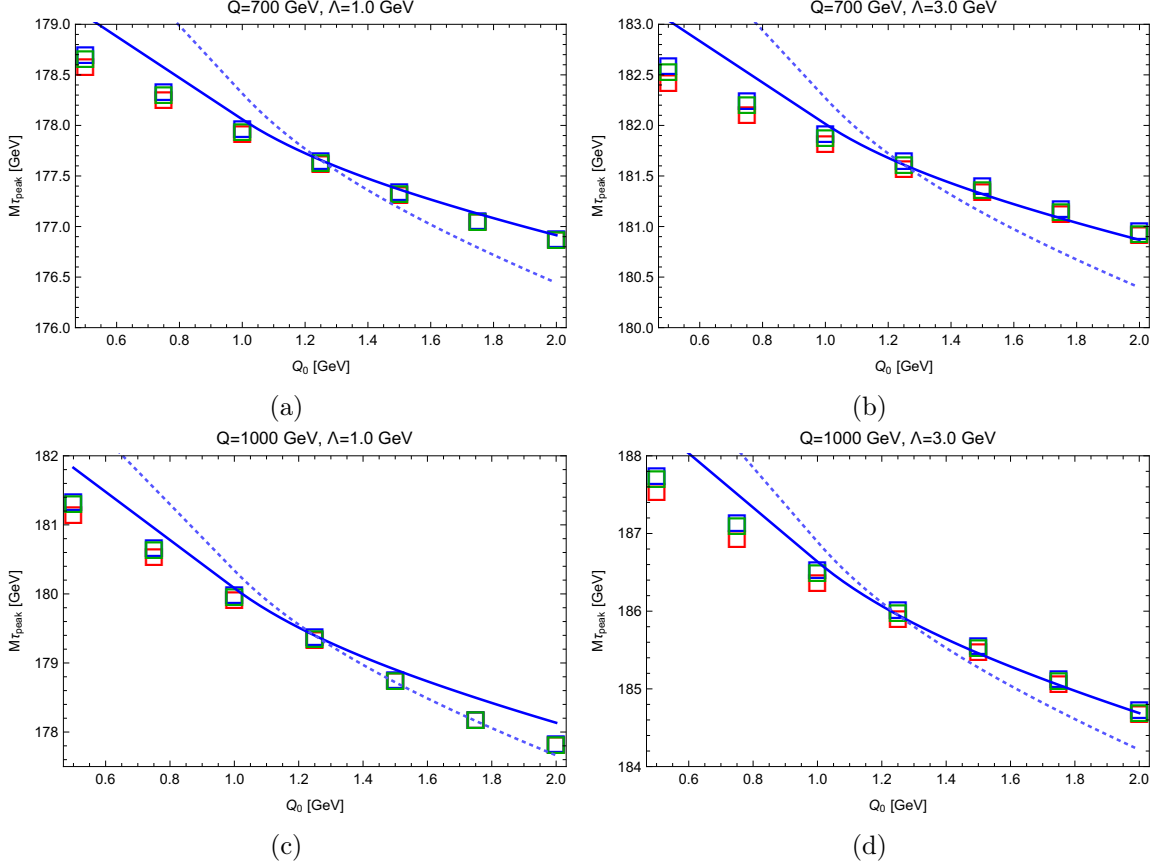 Q=700 GeV, Λ=1.0 GeV
179.0
178.5
178.0
177.5
177.0
176.5
176.0
Mτpeak [GeV]
0.6 0.8 1.0 1.2 1.4 1.6 1.8 2.0
Q0 [GeV]
(a)
Q=700 GeV, Λ=3.0 GeV
183.0
182.5
182.0
181.5
181.0
180.5
180.0
Mτpeak [GeV]
0.6 0.8 1.0 1.2 1.4 1.6 1.8 2.0
Q0 [GeV]
(b)
Q=1000 GeV, Λ=1.0 GeV
182
181
180
179
178
Mτpeak [GeV]
0.6 0.8 1.0 1.2 1.4 1.6 1.8 2.0
Q0 [GeV]
(c)
Q=1000 GeV, Λ=3.0 GeV
188
187
186
185
184
Mτpeak [GeV]
0.6 0.8 1.0 1.2 1.4 1.6 1.8 2.0
Q0 [GeV]
(d)